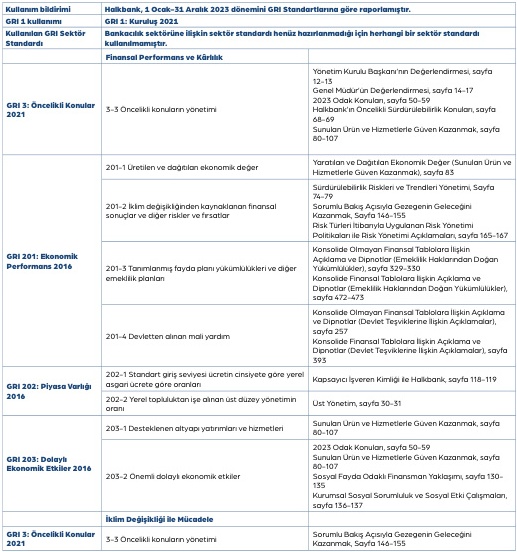 Kullanım bildirimi
Halkbank, 1 Ocak-31 Aralık 2023 dönemini GRI Standartlarına göre raporlamıştır.
GRI 1 kullanımı
GRI 1: Kuruluş 2021
Kullanılan GRI Sektör
Standardı
Bankacılık sektörüne ilişkin sektör standardı henüz hazırlanmadığı için herhangi bir sektör standardı
kullanılmamıştır.
Finansal Performans ve Kârlılık
GRI 3: Öncelikli Konular
2021
3-3 Öncelikli konuların yönetimi
Yönetim Kurulu Başkanı'nın Değerlendirmesi, sayfa
12-13
Genel Müdür'ün Değerlendirmesi, sayfa 14-17
2023 Odak Konuları, sayfa 50-59
Halkbank'ın Öncelikli Sürdürülebilirlik Konuları, sayfa
68-69
Sunulan Ürün ve Hizmetlerle Güven Kazanmak, sayfa
80-107
GRI 201: Ekonomik
Performans 2016
201-1 Üretilen ve dağıtılan ekonomik değer
Yaratılan ve Dağıtılan Ekonomik Değer (Sunulan Ürün ve
Hizmetlerle Güven Kazanmak), sayfa 83
201-2 İklim değişikliğinden kaynaklanan finansal
sonuçlar ve diğer riskler ve fırsatlar
Sürdürülebilirlik Riskleri ve Trendleri Yönetimi, Sayfa
74-79
Sorumlu Bakış Açısıyla Gezegenin Geleceğini
Kazanmak, Sayfa 146-155
Risk Türleri İtibarıyla Uygulanan Risk Yönetimi
Politikaları ile Risk Yönetimi Açıklamaları, sayfa 165-167
201-3 Tanımlanmış fayda planı yükümlülükleri ve diğer
emeklilik planları
Konsolide Olmayan Finansal Tablolara İlişkin
Açıklama ve Dipnotlar (Emeklilik Haklarından Doğan
Yükümlülükler), sayfa 329-330
Konsolide Finansal Tablolara İlişkin Açıklama ve
Dipnotlar (Emeklilik Haklarından Doğan Yükümlülükler),
sayfa 472-473
201-4 Devletten alınan mali yardım
Konsolide Olmayan Finansal Tablolara İlişkin Açıklama
ve Dipnotlar (Devlet Teşviklerine İlişkin Açıklamalar),
sayfa 257
Konsolide Finansal Tablolara İlişkin Açıklama ve
Dipnotlar (Devlet Teşviklerine İlişkin Açıklamalar), sayfa
393
GRI 202: Piyasa Varlığı
2016
202-1 Standart giriş seviyesi ücretin cinsiyete göre yerel
asgari ücrete göre oranları
Kapsayıcı İşveren Kimliği ile Halkbank, sayfa 118-119
202-2 Yerel topluluktan işe alınan üst düzey yönetimin
oranı
Üst Yönetim, sayfa 30-31
GRI 203: Dolaylı
Ekonomik Etkiler 2016
203-1 Desteklenen altyapı yatırımları ve hizmetleri
Sunulan Ürün ve Hizmetlerle Güven Kazanmak, sayfa
80-107
203-2 Önemli dolaylı ekonomik etkiler
2023 Odak Konuları, sayfa 50-59
Sunulan Ürün ve Hizmetlerle Güven Kazanmak, sayfa
80-107
Sosyal Fayda Odaklı Finansman Yaklaşımı, sayfa 130-
135
Kurumsal Sosyal Sorumluluk ve Sosyal Etki Çalışmaları,
sayfa 136-137
İklim Değişikliği ile Mücadele
GRI 3: Öncelikli Konular
2021
3-3 Öncelikli konuların yönetimi
Sorumlu Bakış Açısıyla Gezegenin Geleceğini
Kazanmak, Sayfa 146-155